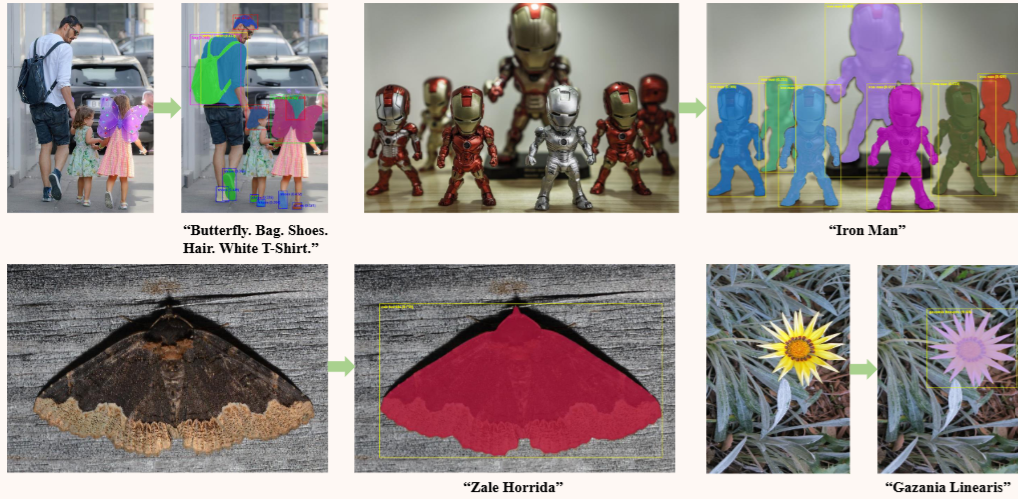 “Butterfly. Bag. Shoes.
Hair. White T-Shirt.”
“Iron Man”
“Zale Horrida”
“Gazania Linearis”